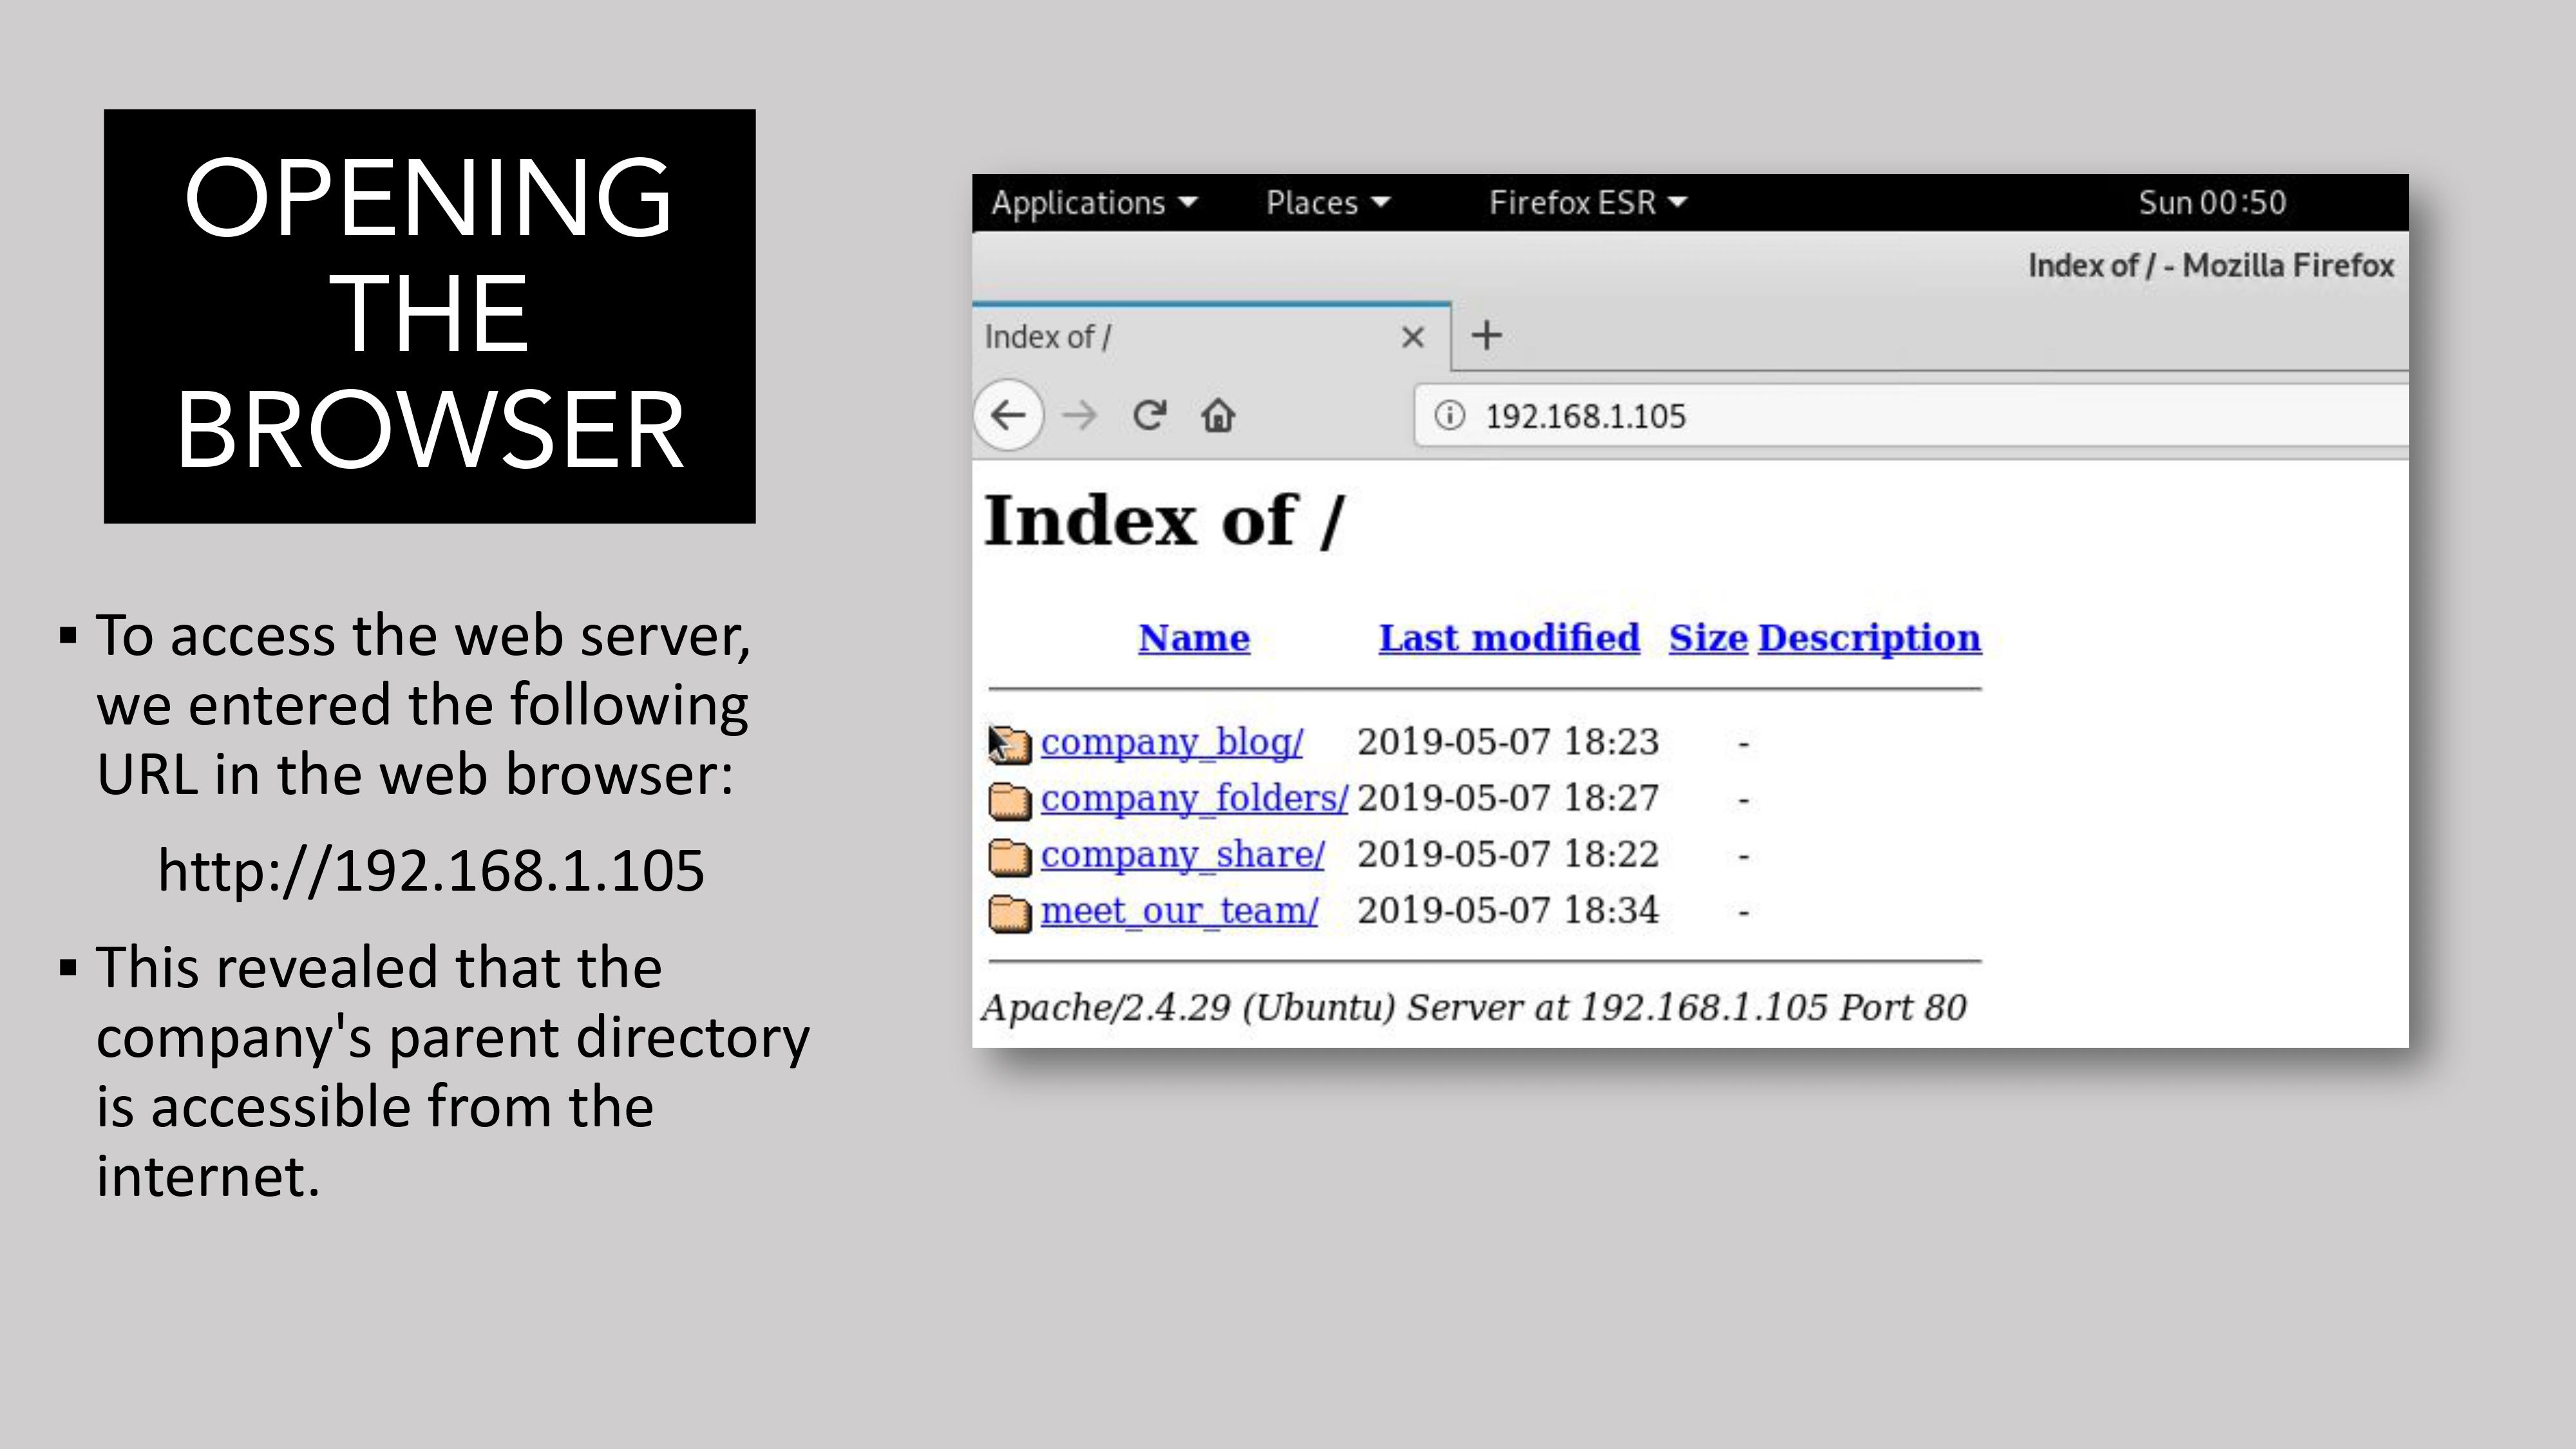 OPENING
THE
BROWSER
▪ To access the web server,
we entered the following
URL in the web browser:
http://192.168.1.105
▪ This revealed that the
company's parent directory
is accessible from the
internet.
Applications Places Firefox ESR Sun 00:50
Index of / - Mozilla Firefox
Index of /
192.168.1.105
Index of /
Name Last modified Size Description
company_blog/ 2019-05-07 18:23 -
company_folders/ 2019-05-07 18:27 -
company_share/ 2019-05-07 18:22 -
meet_our_team/ 2019-05-07 18:34 -
Apache/2.4.29 (Ubuntu) Server at 192.168.1.105 Port 80